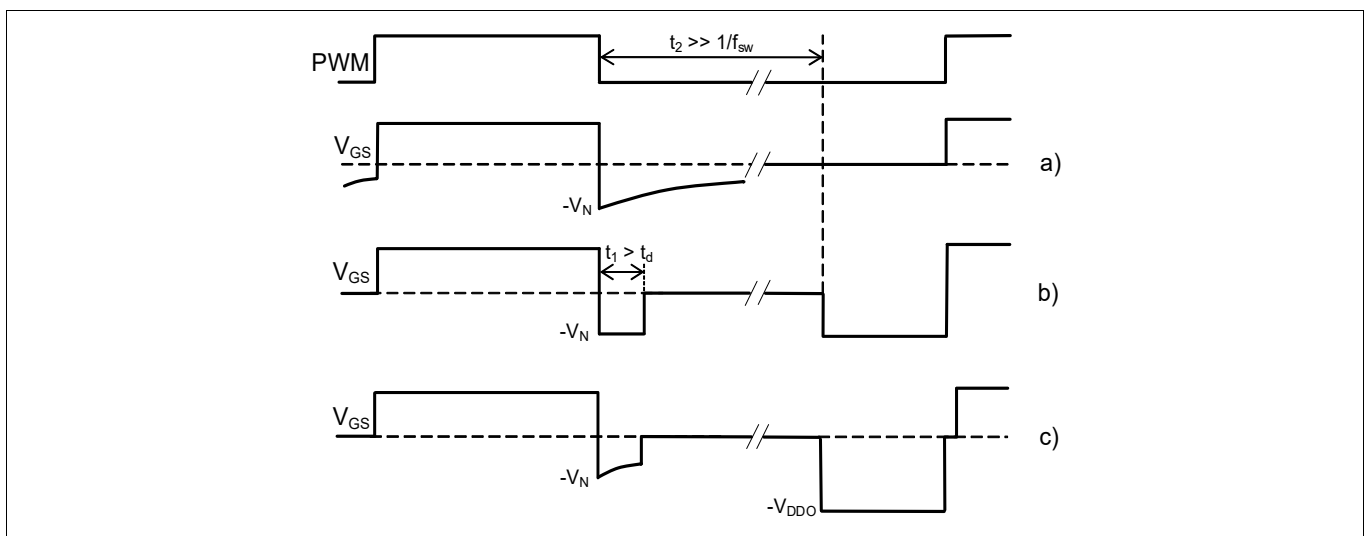 t₂ >> 1/fsw
PWM
VGS
a)
-VN
t₁ > td
VGS
b)
-VN
VGS
c)
-VN
-VDDO